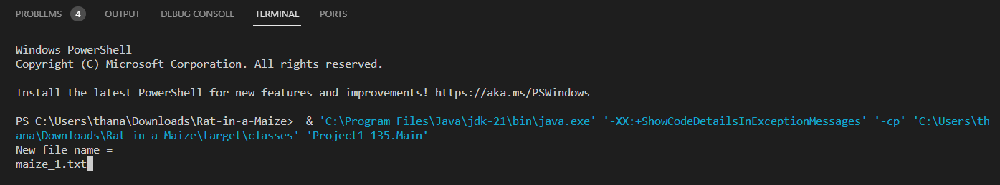 PROBLEMS 4 OUTPUT DEBUG CONSOLE TERMINAL PORTS
Windows PowerShell
Copyright (C) Microsoft Corporation. All rights reserved.
Install the latest PowerShell for new features and improvements! https://aka.ms/PSWindows
PS C:\Users\thana\Downloads\Rat-in-a-Maize>  & 'C:\Program Files\Java\jdk-21\bin\java.exe' '-XX:+ShowCodeDetailsInExceptionMessages' '-cp' 'C:\Users\th
ana\Downloads\Rat-in-a-Maize\target\classes' 'Project1_135.Main'
New file name =
maize_1.txt